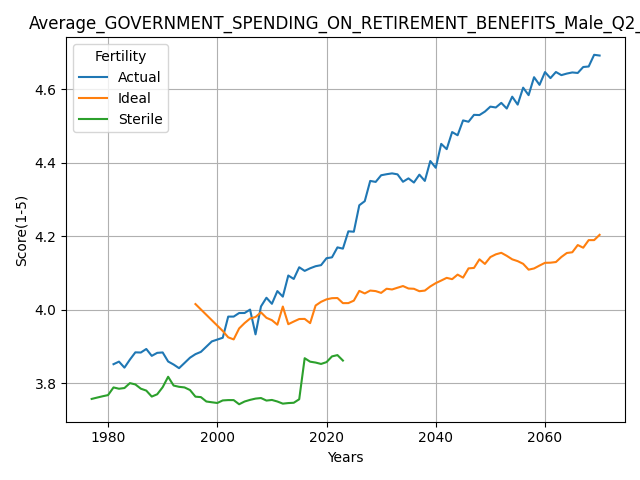 Average_GOVERNMENT_SPENDING_ON_RETIREMENT_BENEFITS_Male_Q2_
Fertility
Actual
Ideal
Sterile
Score(1-5)
4.6
4.4
4.2
4.0
3.8
1980 2000 2020 2040 2060
Years